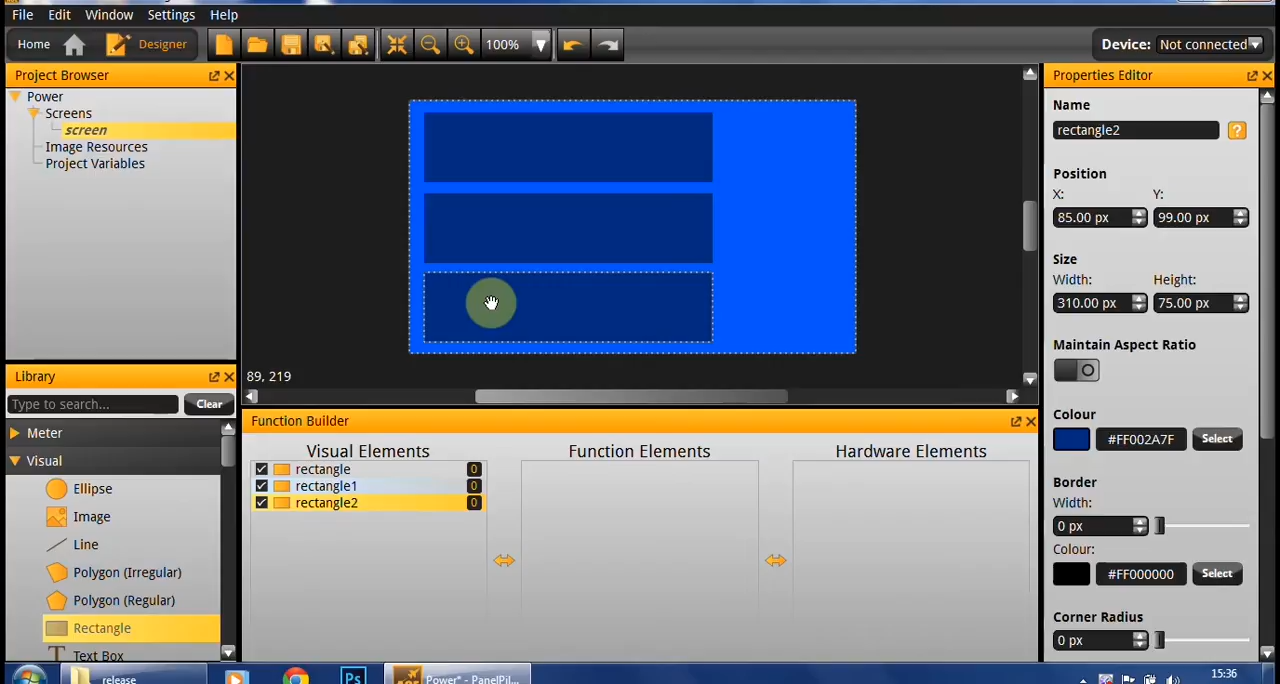 File Edit Window Settings Help
Home Designer 100% Device: Not connected
Project Browser
Power
Screens
screen
Image Resources
Project Variables
Library
Type to search... Clear
Meter
Visual
Ellipse
Image
Line
Polygon (Irregular)
Polygon (Regular)
Rectangle
Text Box
89, 219
Function Builder
Visual Elements Function Elements Hardware Elements
rectangle 0
rectangle1 0
rectangle2 0
Properties Editor
Name
rectangle2 ?
Position
X: Y:
85.00 px 99.00 px
Size
Width: Height:
310.00 px 75.00 px
Maintain Aspect Ratio
Colour
#FF002A7F Select
Border
Width:
0 px
Colour:
#FF000000 Select
Corner Radius
0 px
release Ps Power* - PanelPil... 15:36